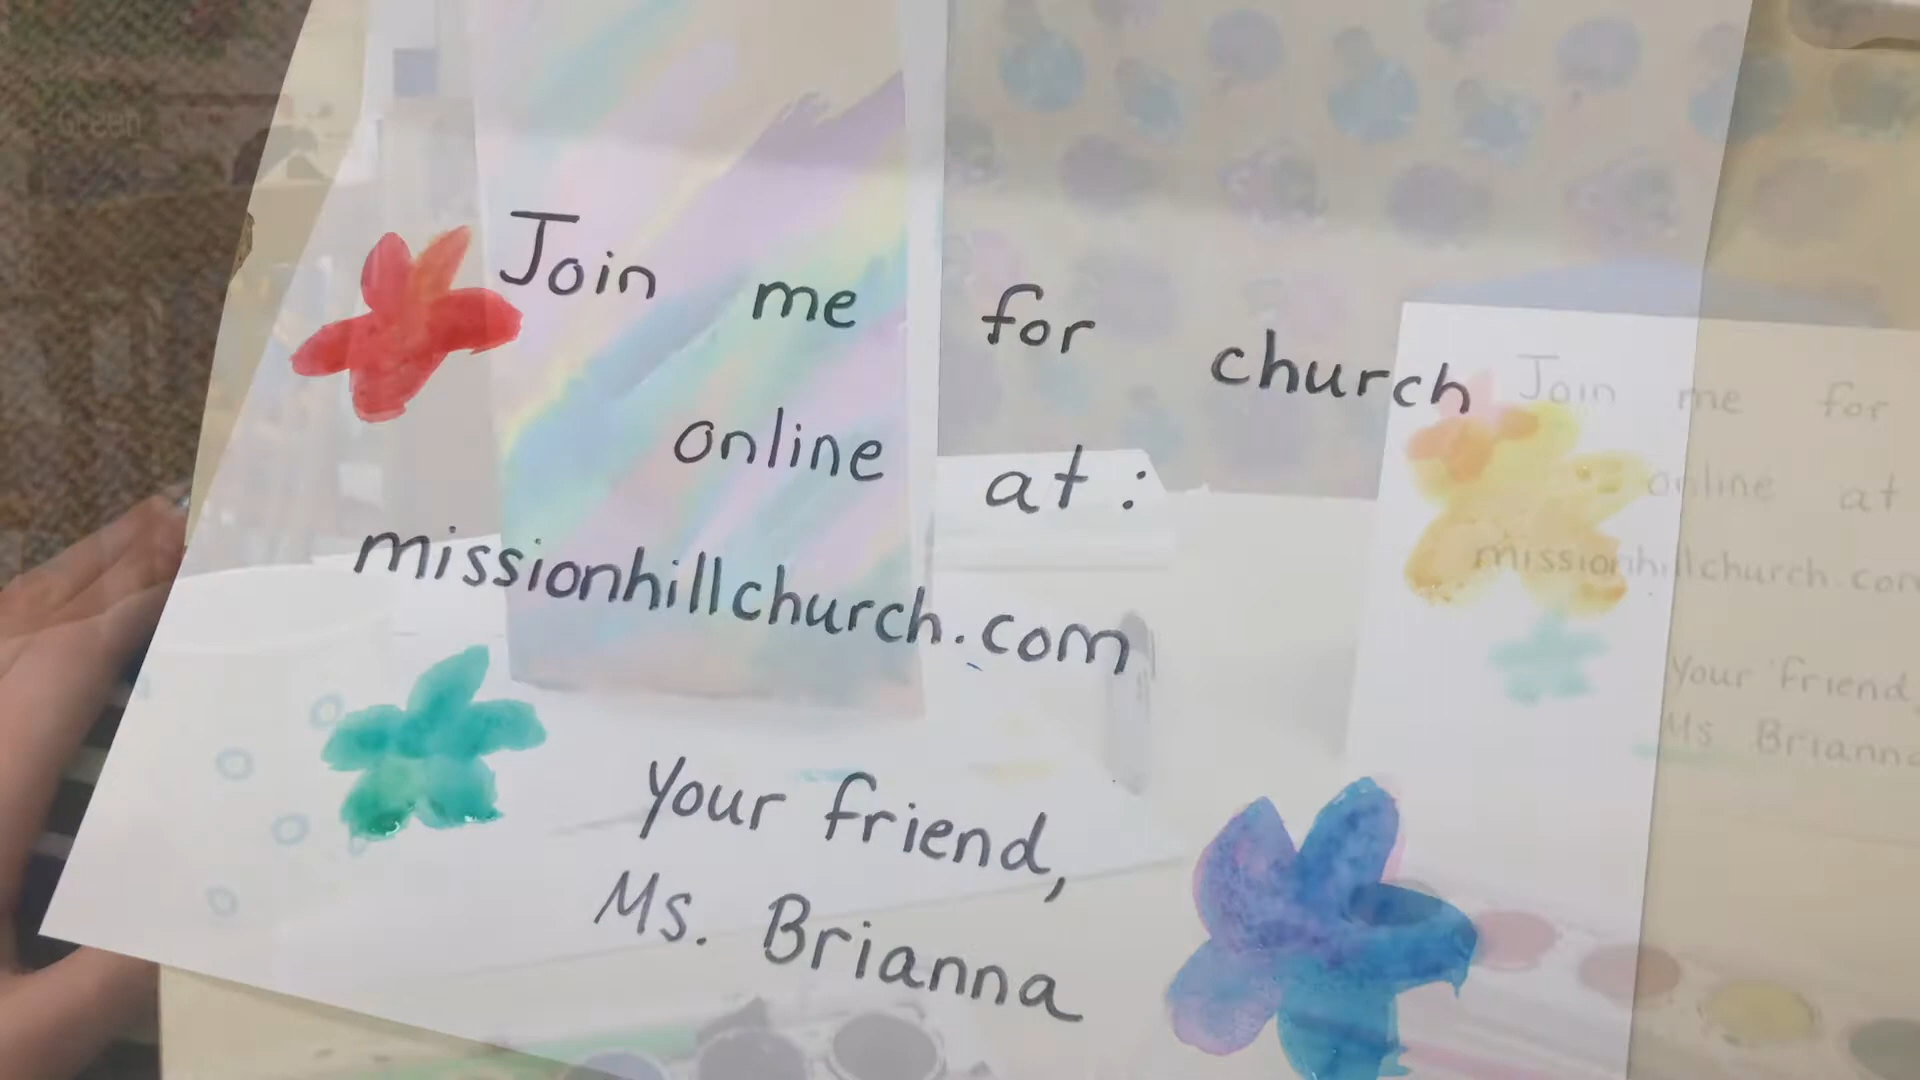 Green
Join me for church
online at:
missionhillchurch.com
Your friend,
Ms. Brianna
Join me for
online at
missionhillchurch.com
Your friend,
Ms Brianna